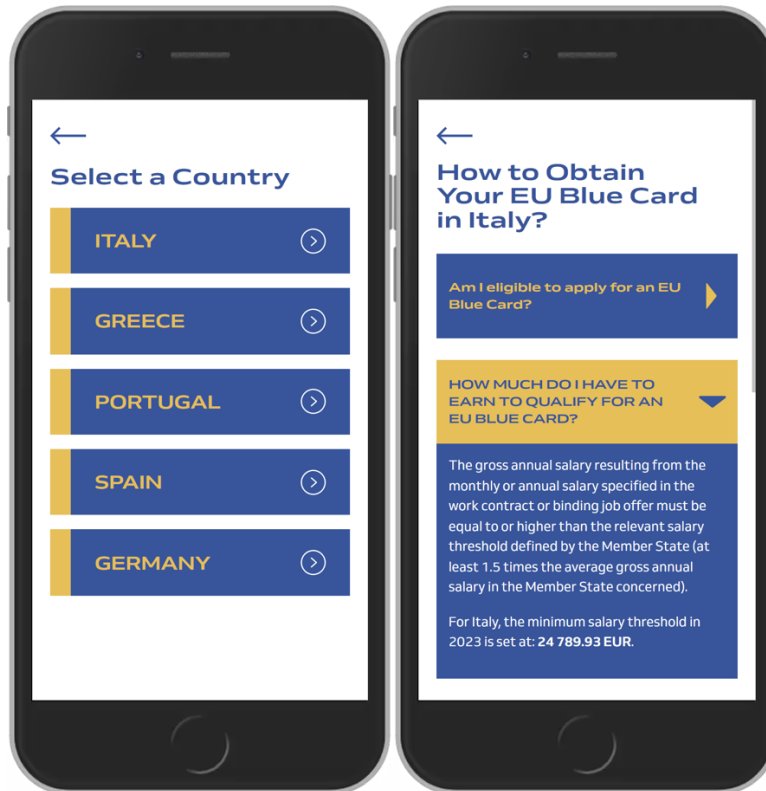 Select a Country
ITALY
GREECE
PORTUGAL
SPAIN
GERMANY
How to Obtain
Your EU Blue Card
in Italy?
Am I eligible to apply for an EU
Blue Card?
HOW MUCH DO I HAVE TO
EARN TO QUALIFY FOR AN
EU BLUE CARD?
The gross annual salary resulting from the
monthly or annual salary specified in the
work contract or binding job offer must be
equal to or higher than the relevant salary
threshold defined by the Member State (at
least 1.5 times the average gross annual
salary in the Member State concerned).
For Italy, the minimum salary threshold in
2023 is set at: 24 789.93 EUR.